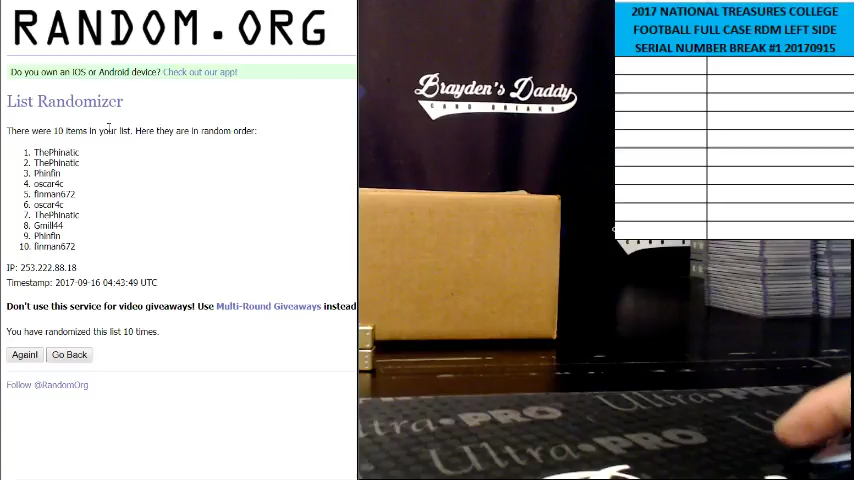 RANDOM.ORG
Do you own an iOS or Android device? Check out our app!
List Randomizer
There were 10 items in your list. Here they are in random order:
1. ThePhinatic
2. ThePhinatic
3. Phinfin
4. oscar4c
5. finman672
6. oscar4c
7. ThePhinatic
8. Gmill44
9. Phinfin
10. finman672
IP: 253.222.88.18
Timestamp: 2017-09-16 04:43:49 UTC
Don't use this service for video giveaways! Use Multi-Round Giveaways instead
You have randomized this list 10 times.
Again!
Go Back
Follow @RandomOrg
Brayden's Daddy
CARD BREAKS
2017 NATIONAL TREASURES COLLEGE
FOOTBALL FULL CASE RDM LEFT SIDE
SERIAL NUMBER BREAK #1 20170915
Ultra PRO
Ultra PRO
Ultra PRO